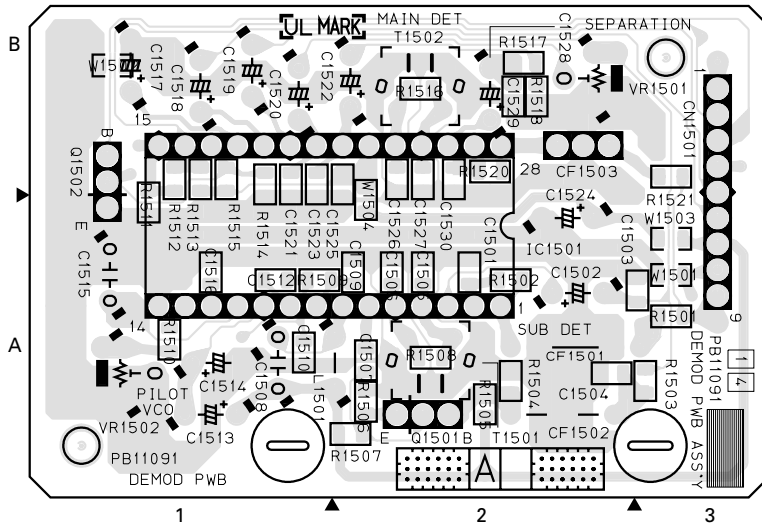 UL MARK
MAIN DET
T1502
C1528
SEPARATION
B
R1517
C1517
C1518
C1519
C1520
C1522
R1516
C1529
R1518
VR1501
1
CN1501
15
B
Q1502
E
R1511
R1512
R1513
R1515
R1514
C1521
C1523
C1525
W1504
C1526
C1527
C1530
R1520
28
CF1503
C1524
R1521
W1503
IC1501
C1501
C1503
C1515
C1516
C1512
R1509
C1509
C1506
C1505
R1502
C1502
W1501
R1501
14
1
9
A
R1510
C1510
C1507
R1508
SUB DET
CF1501
PB11091
1
4
C1514
PILOT
VCO
C1508
L1501
R1506
R1505
R1504
C1504
R1503
DEMOD PWB ASS'Y
VR1502
C1513
E
Q1501
B
T1501
CF1502
R1507
PB11091
DEMOD PWB
A
1
2
3